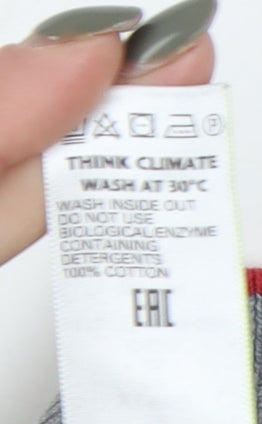 THINK CLIMATE
WASH AT 30°C
WASH INSIDE OUT
DO NOT USE
BIOLOGICAL/ENZYME
CONTAINING
DETERGENTS
100% COTTON
EAC